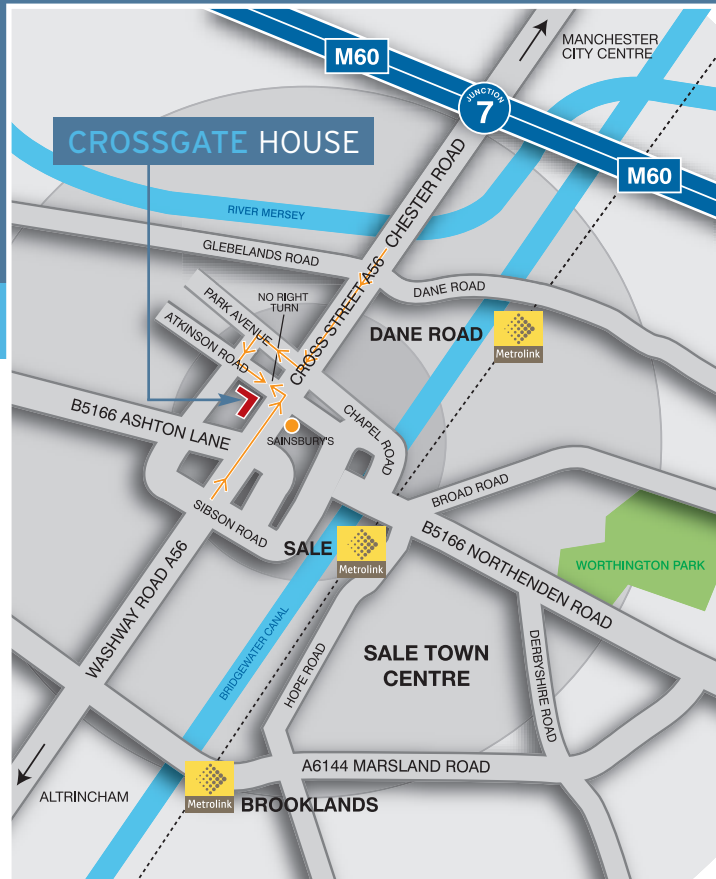 MANCHESTER
CITY CENTRE
M60
JUNCTION
7
M60
CROSSGATE HOUSE
RIVER MERSEY
GLEBELANDS ROAD
CROSS STREET A56
CHESTER ROAD
DANE ROAD
NO RIGHT
TURN
PARK AVENUE
ATKINSON ROAD
DANE ROAD
Metrolink
B5166 ASHTON LANE
SAINSBURY'S
CHAPEL ROAD
BROAD ROAD
SIBSON ROAD
SALE
Metrolink
B5166 NORTHENDEN ROAD
WORTHINGTON PARK
WASHWAY ROAD A56
BRIDGEWATER CANAL
HOPE ROAD
SALE TOWN
CENTRE
DERBYSHIRE ROAD
A6144 MARSLAND ROAD
ALTRINCHAM
Metrolink
BROOKLANDS